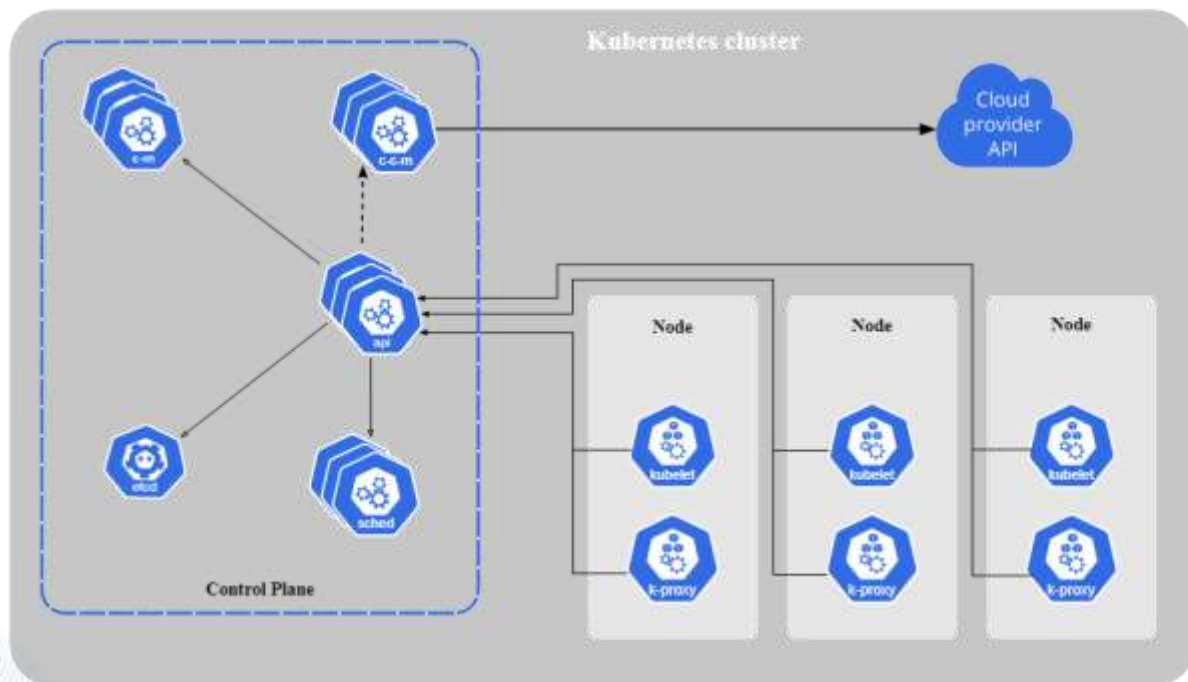 Kubernetes cluster
c-m
c-c-m
Cloud
provider
API
api
etcd
sched
Control Plane
Node
kubelet
k-proxy
Node
kubelet
k-proxy
Node
kubelet
k-proxy